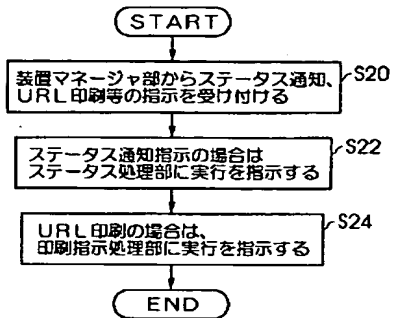 START
装置マネージャ部からステータス通知、
URL印刷等の指示を受け付ける
S20
ステータス通知指示の場合は
ステータス処理部に実行を指示する
S22
URL印刷の場合は、
印刷指示処理部に実行を指示する
S24
END